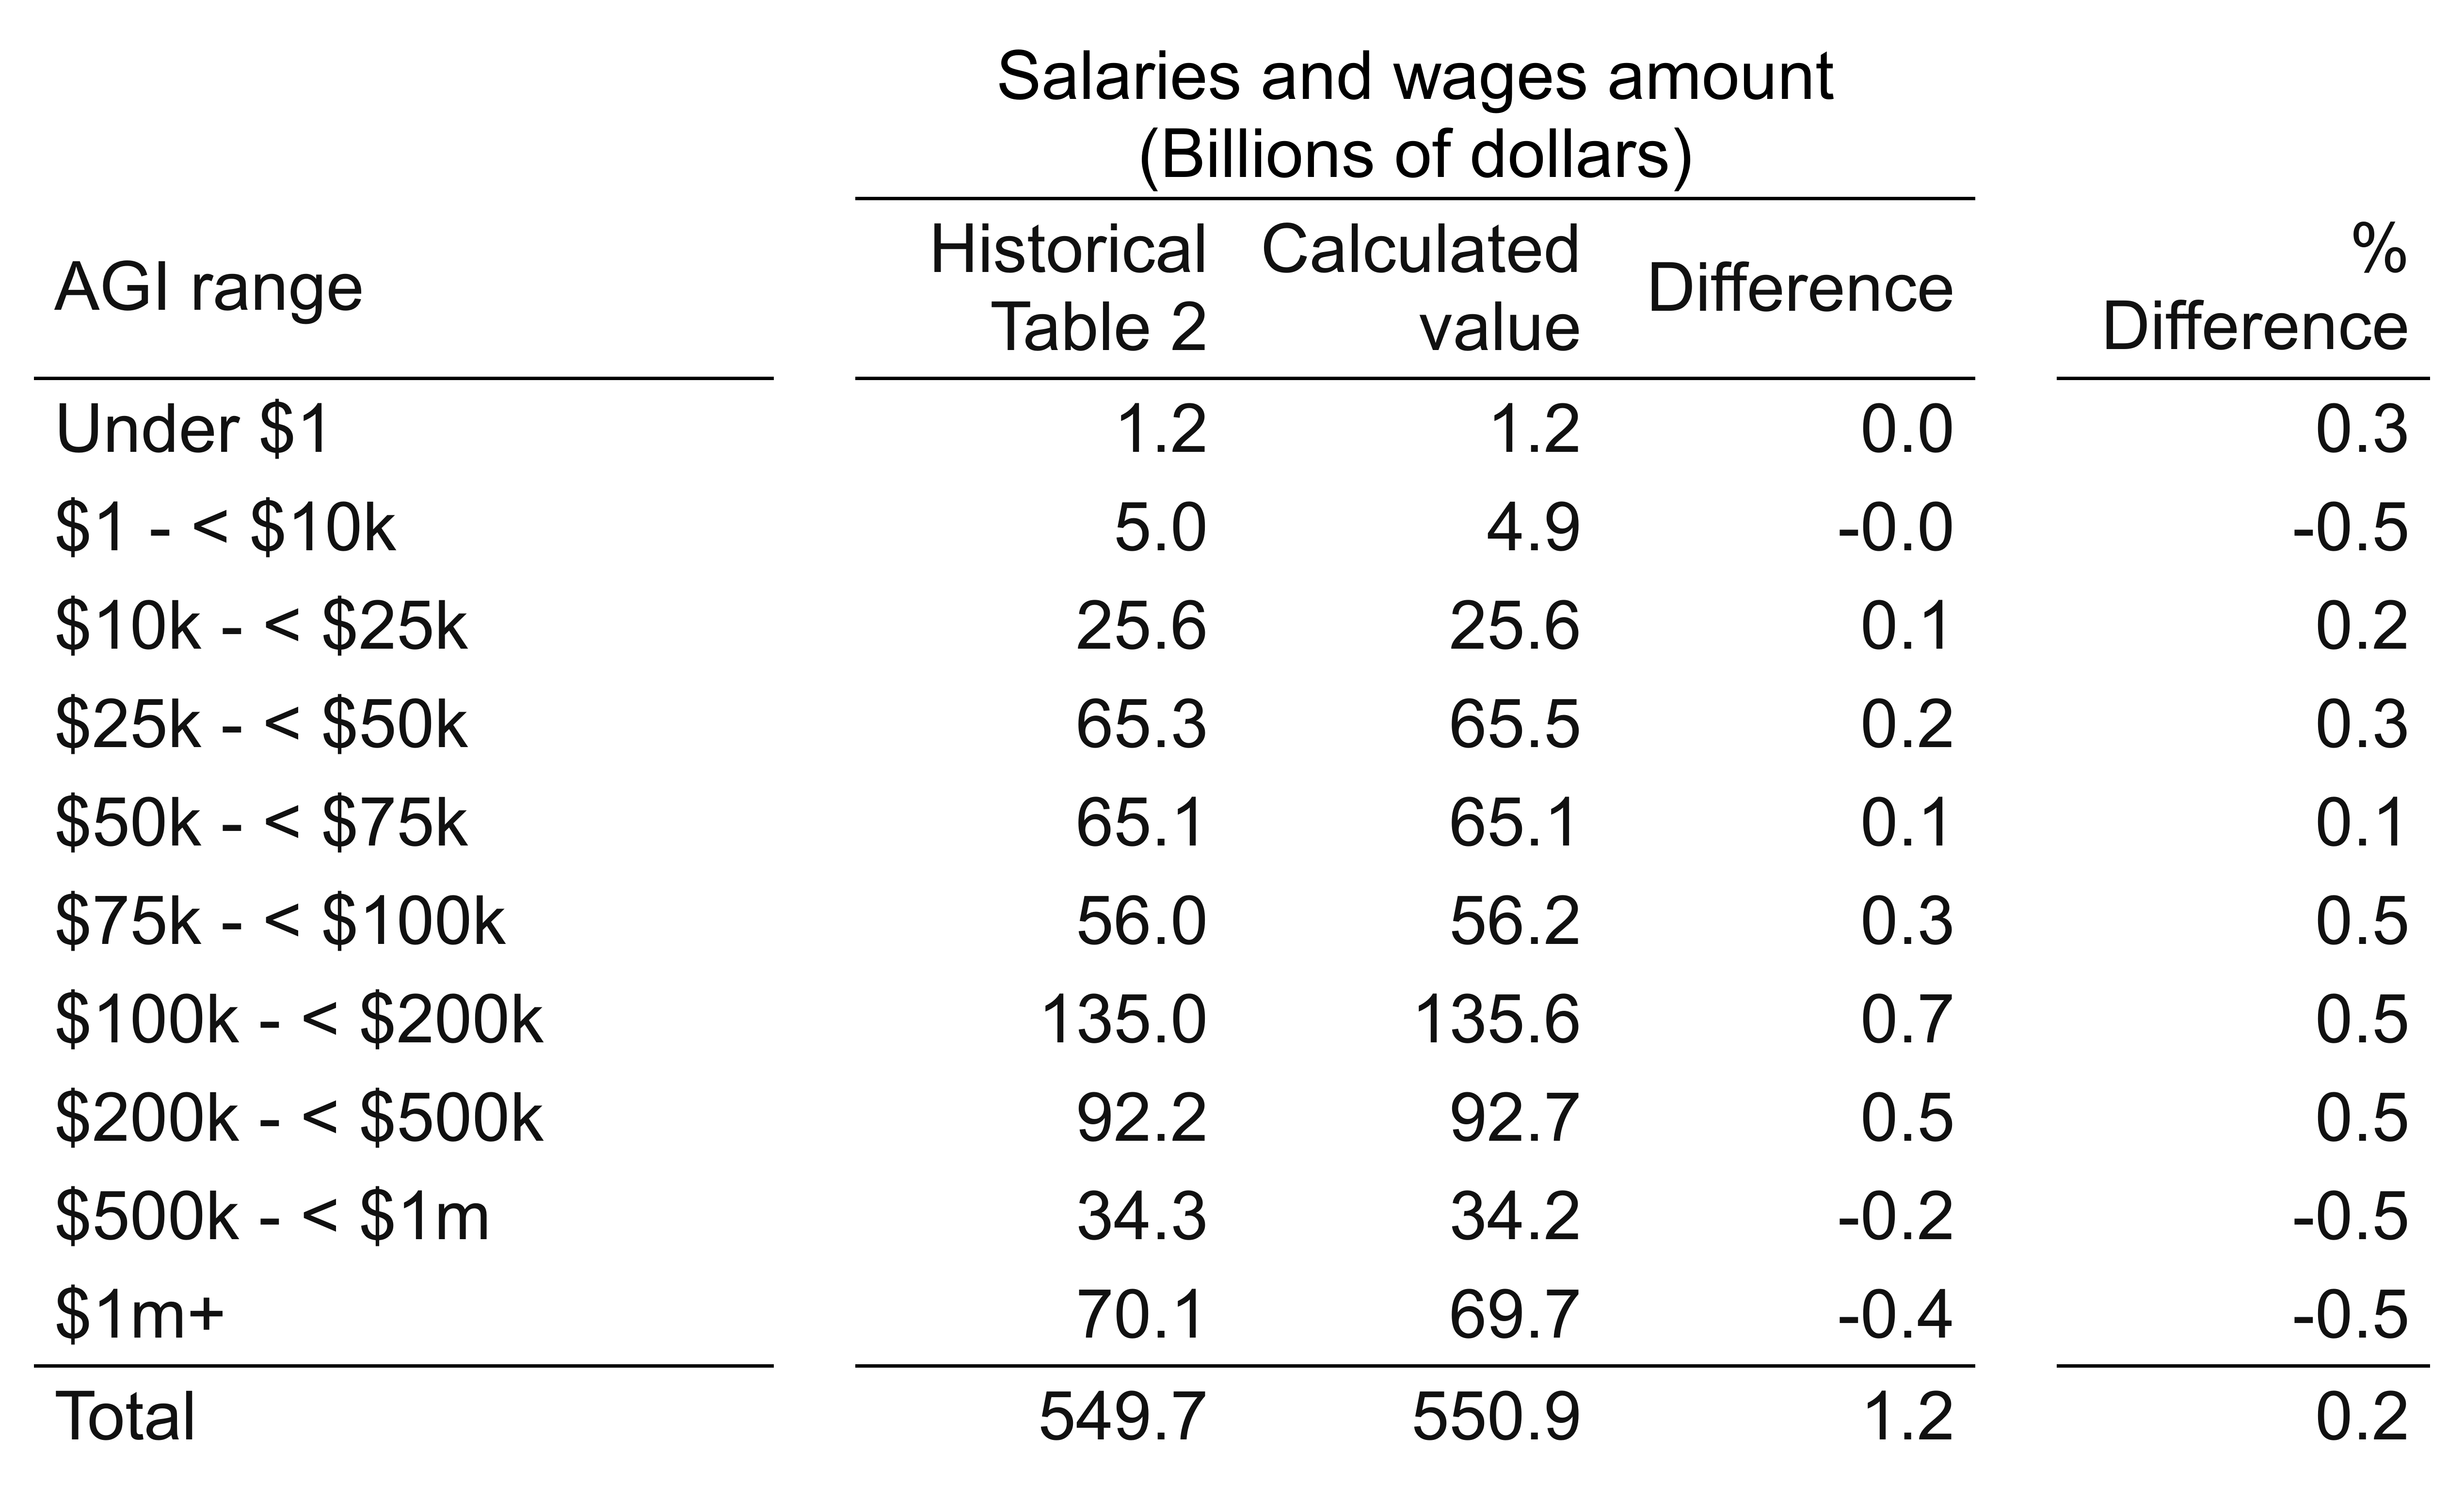 Salaries and wages amount
(Billions of dollars)
AGI range Historical Table 2 Calculated value Difference % Difference
Under $1 1.2 1.2 0.0 0.3
$1 - < $10k 5.0 4.9 -0.0 -0.5
$10k - < $25k 25.6 25.6 0.1 0.2
$25k - < $50k 65.3 65.5 0.2 0.3
$50k - < $75k 65.1 65.1 0.1 0.1
$75k - < $100k 56.0 56.2 0.3 0.5
$100k - < $200k 135.0 135.6 0.7 0.5
$200k - < $500k 92.2 92.7 0.5 0.5
$500k - < $1m 34.3 34.2 -0.2 -0.5
$1m+ 70.1 69.7 -0.4 -0.5
Total 549.7 550.9 1.2 0.2